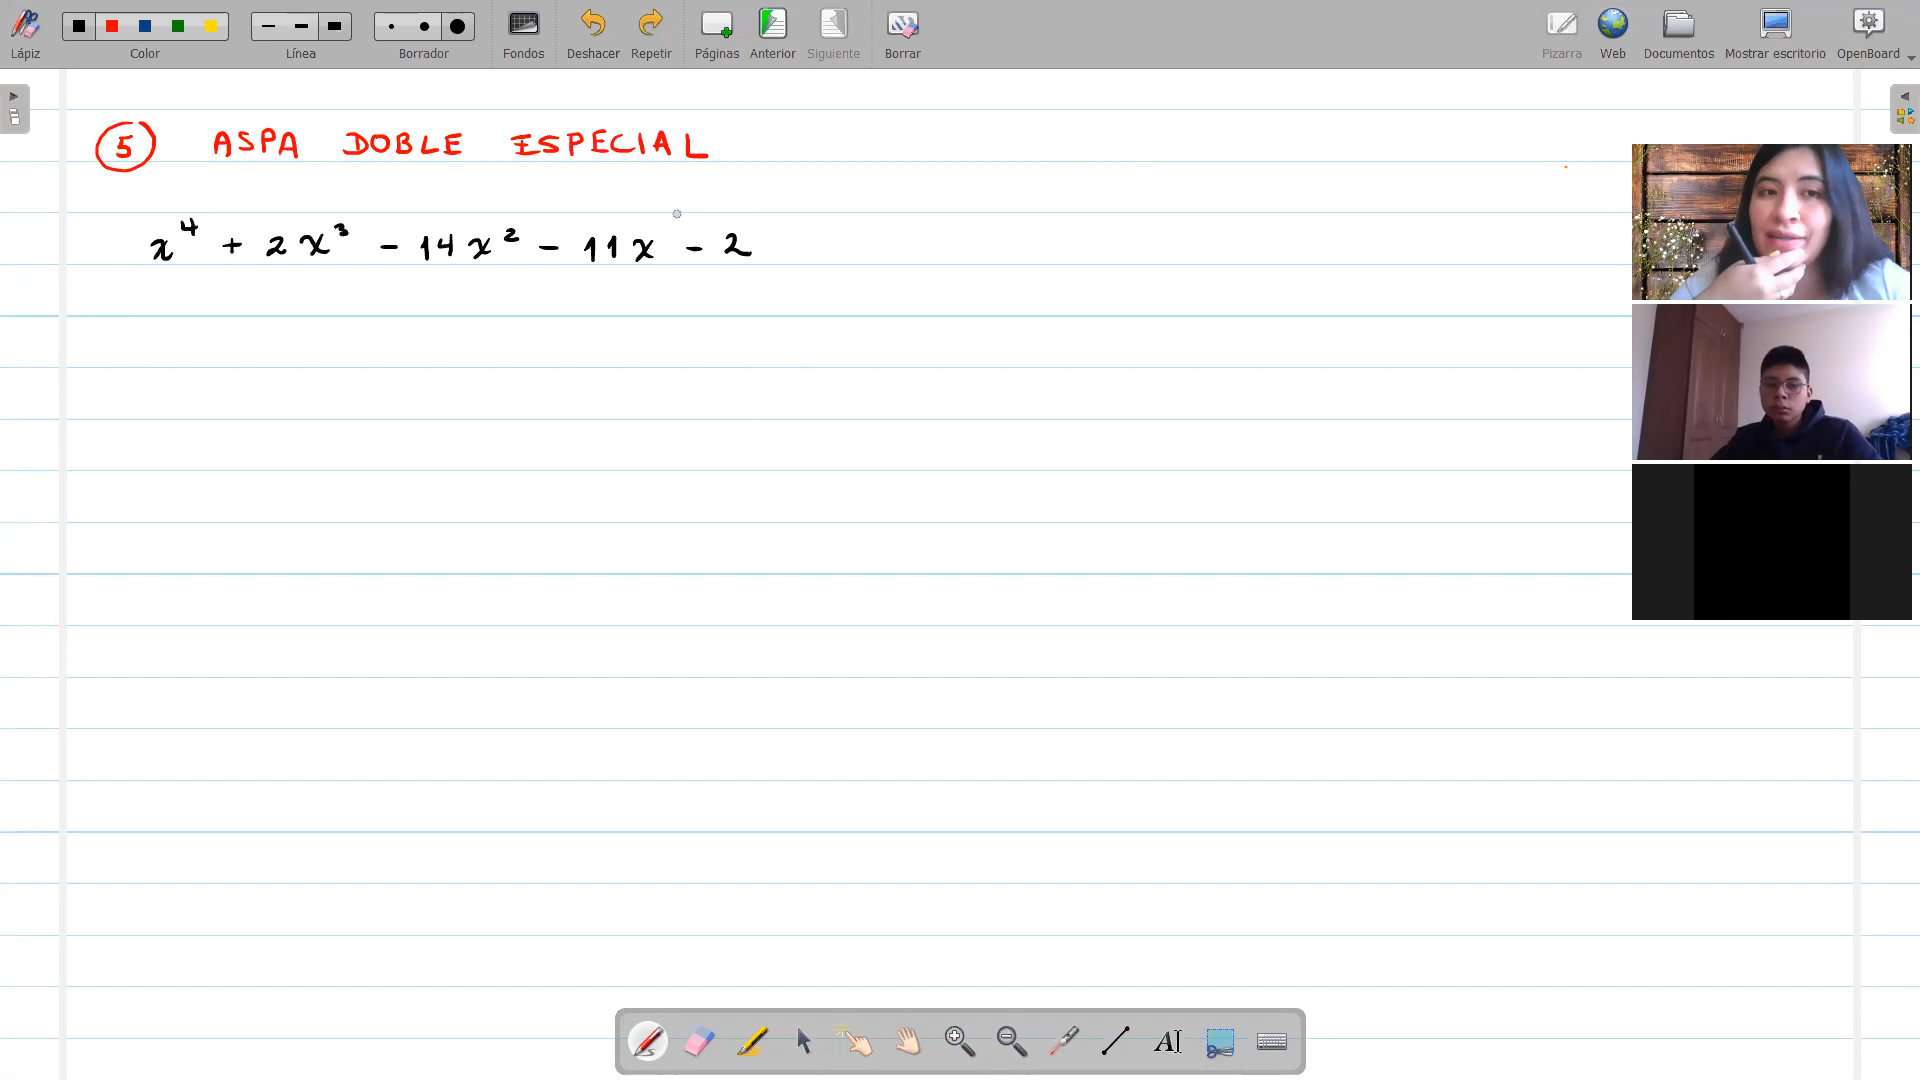 Lápiz Color Línea Borrador Fondos Deshacer Repetir Páginas Anterior Siguiente Borrar Pizarra Web Documentos Mostrar escritorio OpenBoard
5 ASPA DOBLE ESPECIAL
x⁴ + 2x³ - 14x² - 11x - 2